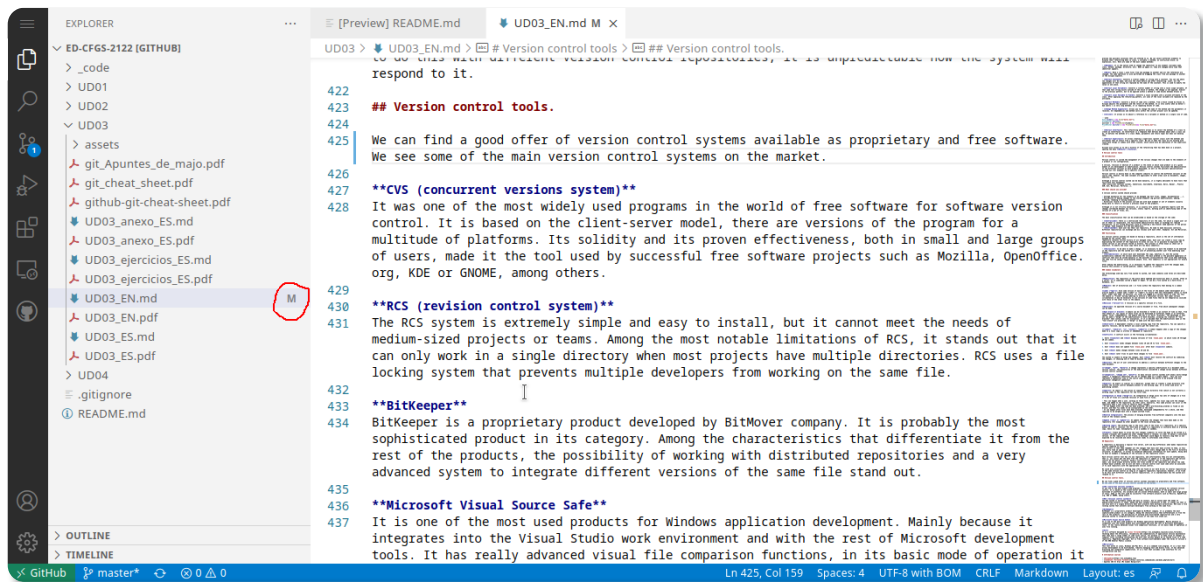 EXPLORER
ED-CFGS-2122 [GITHUB]
_code
UD01
UD02
UD03
assets
git_Apuntes_de_majo.pdf
git_cheat_sheet.pdf
github-git-cheat-sheet.pdf
UD03_anexo_ES.md
UD03_anexo_ES.pdf
UD03_ejercicios_ES.md
UD03_ejercicios_ES.pdf
UD03_EN.md M
UD03_EN.pdf
UD03_ES.md
UD03_ES.pdf
UD04
.gitignore
README.md
OUTLINE
TIMELINE
1
[Preview] README.md
UD03_EN.md M
UD03 > UD03_EN.md > # Version control tools > ## Version control tools.
to do this with different version control repositories, it is unpredictable how the system will
respond to it.
422
423 ## Version control tools.
424
425 We can find a good offer of version control systems available as proprietary and free software.
We see some of the main version control systems on the market.
426
427 **CVS (concurrent versions system)**
428 It was one of the most widely used programs in the world of free software for software version
control. It is based on the client-server model, there are versions of the program for a
multitude of platforms. Its solidity and its proven effectiveness, both in small and large groups
of users, made it the tool used by successful free software projects such as Mozilla, OpenOffice.
org, KDE or GNOME, among others.
429
430 **RCS (revision control system)**
431 The RCS system is extremely simple and easy to install, but it cannot meet the needs of
medium-sized projects or teams. Among the most notable limitations of RCS, it stands out that it
can only work in a single directory when most projects have multiple directories. RCS uses a file
locking system that prevents multiple developers from working on the same file.
432
433 **BitKeeper**
434 BitKeeper is a proprietary product developed by BitMover company. It is probably the most
sophisticated product in its category. Among the characteristics that differentiate it from the
rest of the products, the possibility of working with distributed repositories and a very
advanced system to integrate different versions of the same file stand out.
435
436 **Microsoft Visual Source Safe**
437 It is one of the most used products for Windows application development. Mainly because it
integrates into the Visual Studio work environment and with the rest of Microsoft development
tools. It has really advanced visual file comparison functions, in its basic mode of operation it
GitHub master* 0 0 Ln 425, Col 159 Spaces: 4 UTF-8 with BOM CRLF Markdown Layout: es